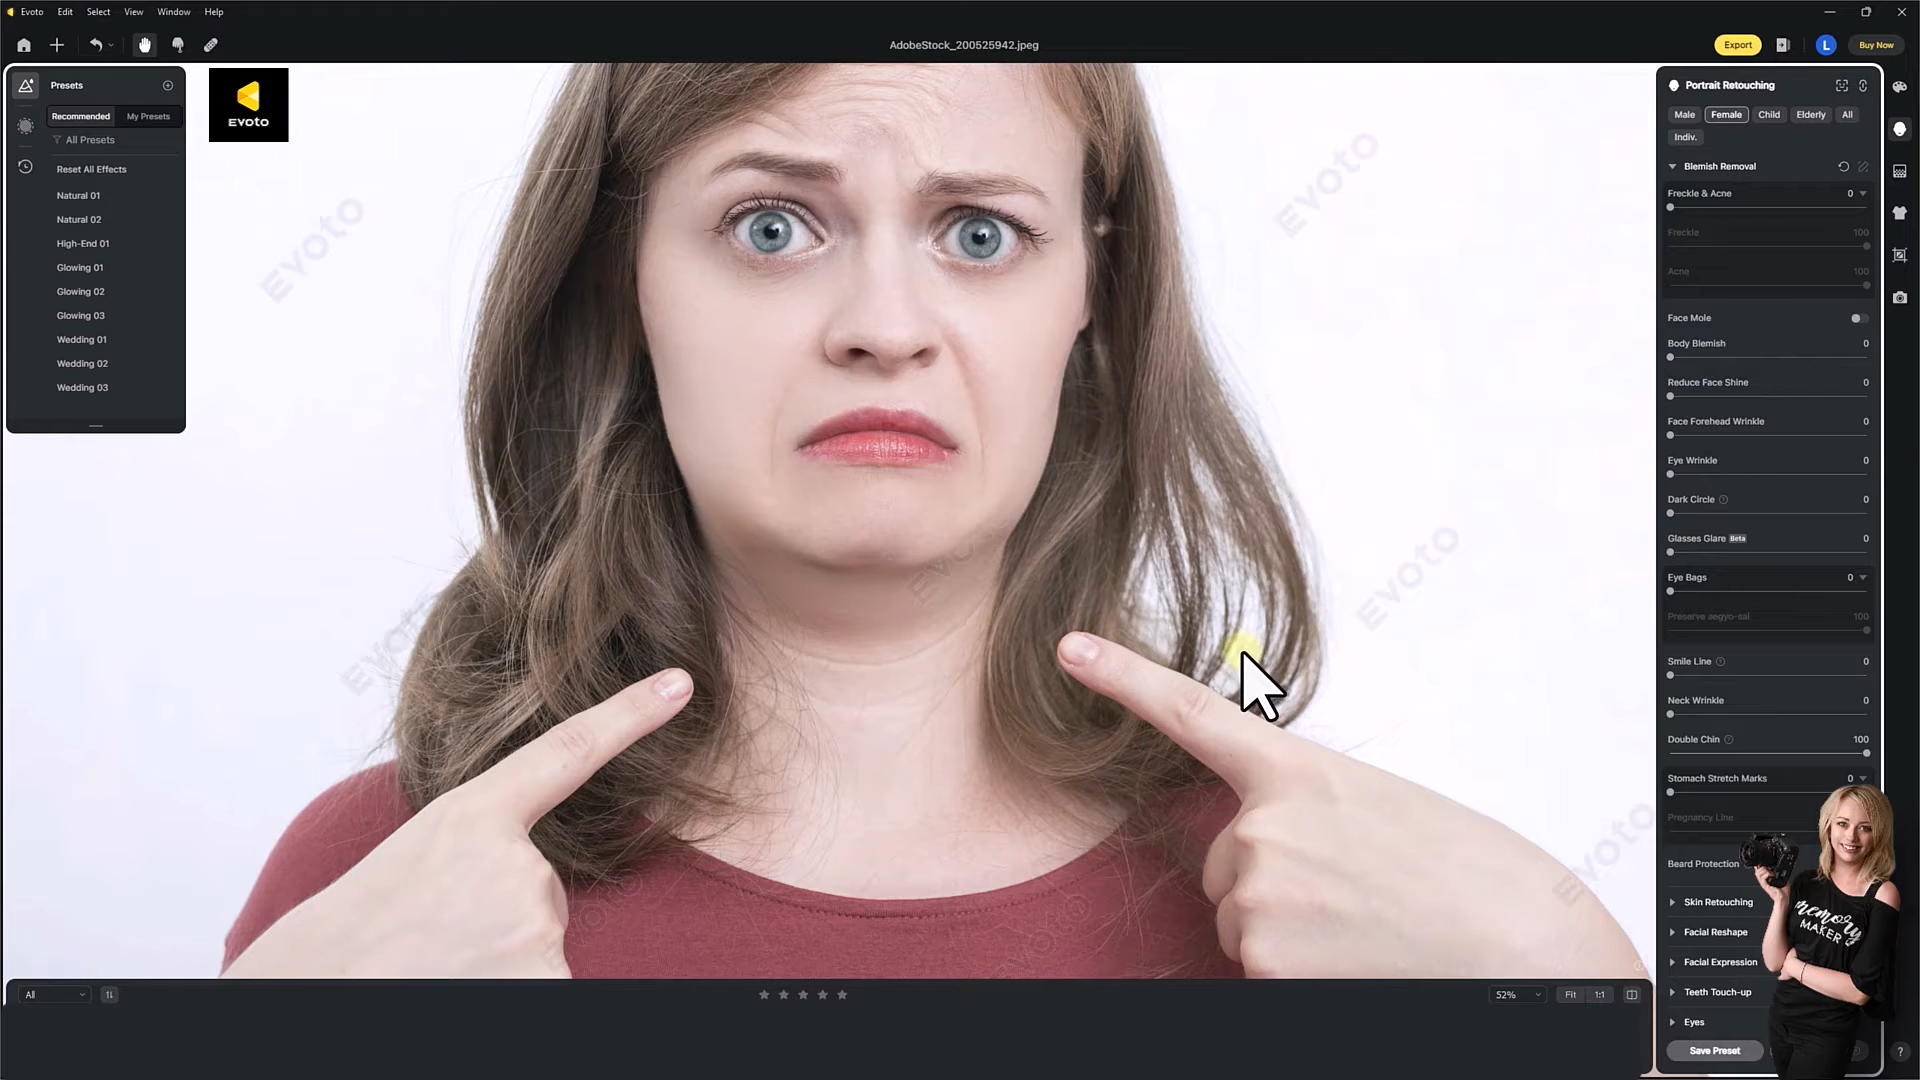 Evoto Edit Select View Window Help
AdobeStock_200525942.jpeg
Export
L
Buy Now
Presets
Recommended My Presets
All Presets
Reset All Effects
Natural 01
Natural 02
High-End 01
Glowing 01
Glowing 02
Glowing 03
Wedding 01
Wedding 02
Wedding 03
EVOTO
EVOTO
EVOTO
EVOTO
EVOTO
EVOTO
Portrait Retouching
Male Female Child Elderly All
Indiv.
Blemish Removal
Freckle & Acne 0
Freckle 100
Acne 100
Face Mole
Body Blemish 0
Reduce Face Shine 0
Face Forehead Wrinkle 0
Eye Wrinkle 0
Dark Circle ? 0
Glasses Glare Beta 0
Eye Bags 0
Preserve aegyo-sal 100
Smile Line ? 0
Neck Wrinkle 0
Double Chin ? 100
Stomach Stretch Marks 0
Pregnancy Line
Beard Protection
Skin Retouching
Facial Reshape
Facial Expression
Teeth Touch-up
Eyes
Save Preset
?
memory
MAKER
All
52%
Fit 1:1